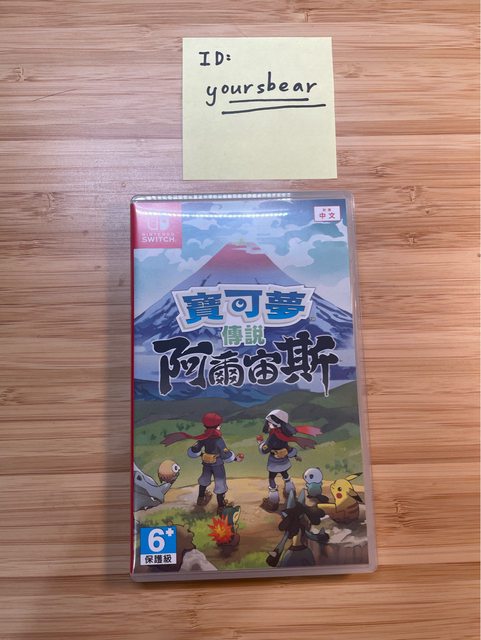 ID:
yoursbear
NINTENDO
SWITCH
中文
寶可夢
傳說
阿爾宙斯
6+
保護級